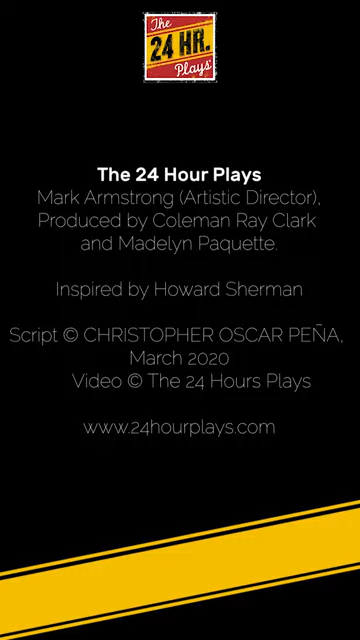 The
24 HR.
Plays
The 24 Hour Plays
Mark Armstrong (Artistic Director),
Produced by Coleman Ray Clark
and Madelyn Paquette.
Inspired by Howard Sherman
Script © CHRISTOPHER OSCAR PEÑA,
March 2020
Video © The 24 Hours Plays
www.24hourplays.com